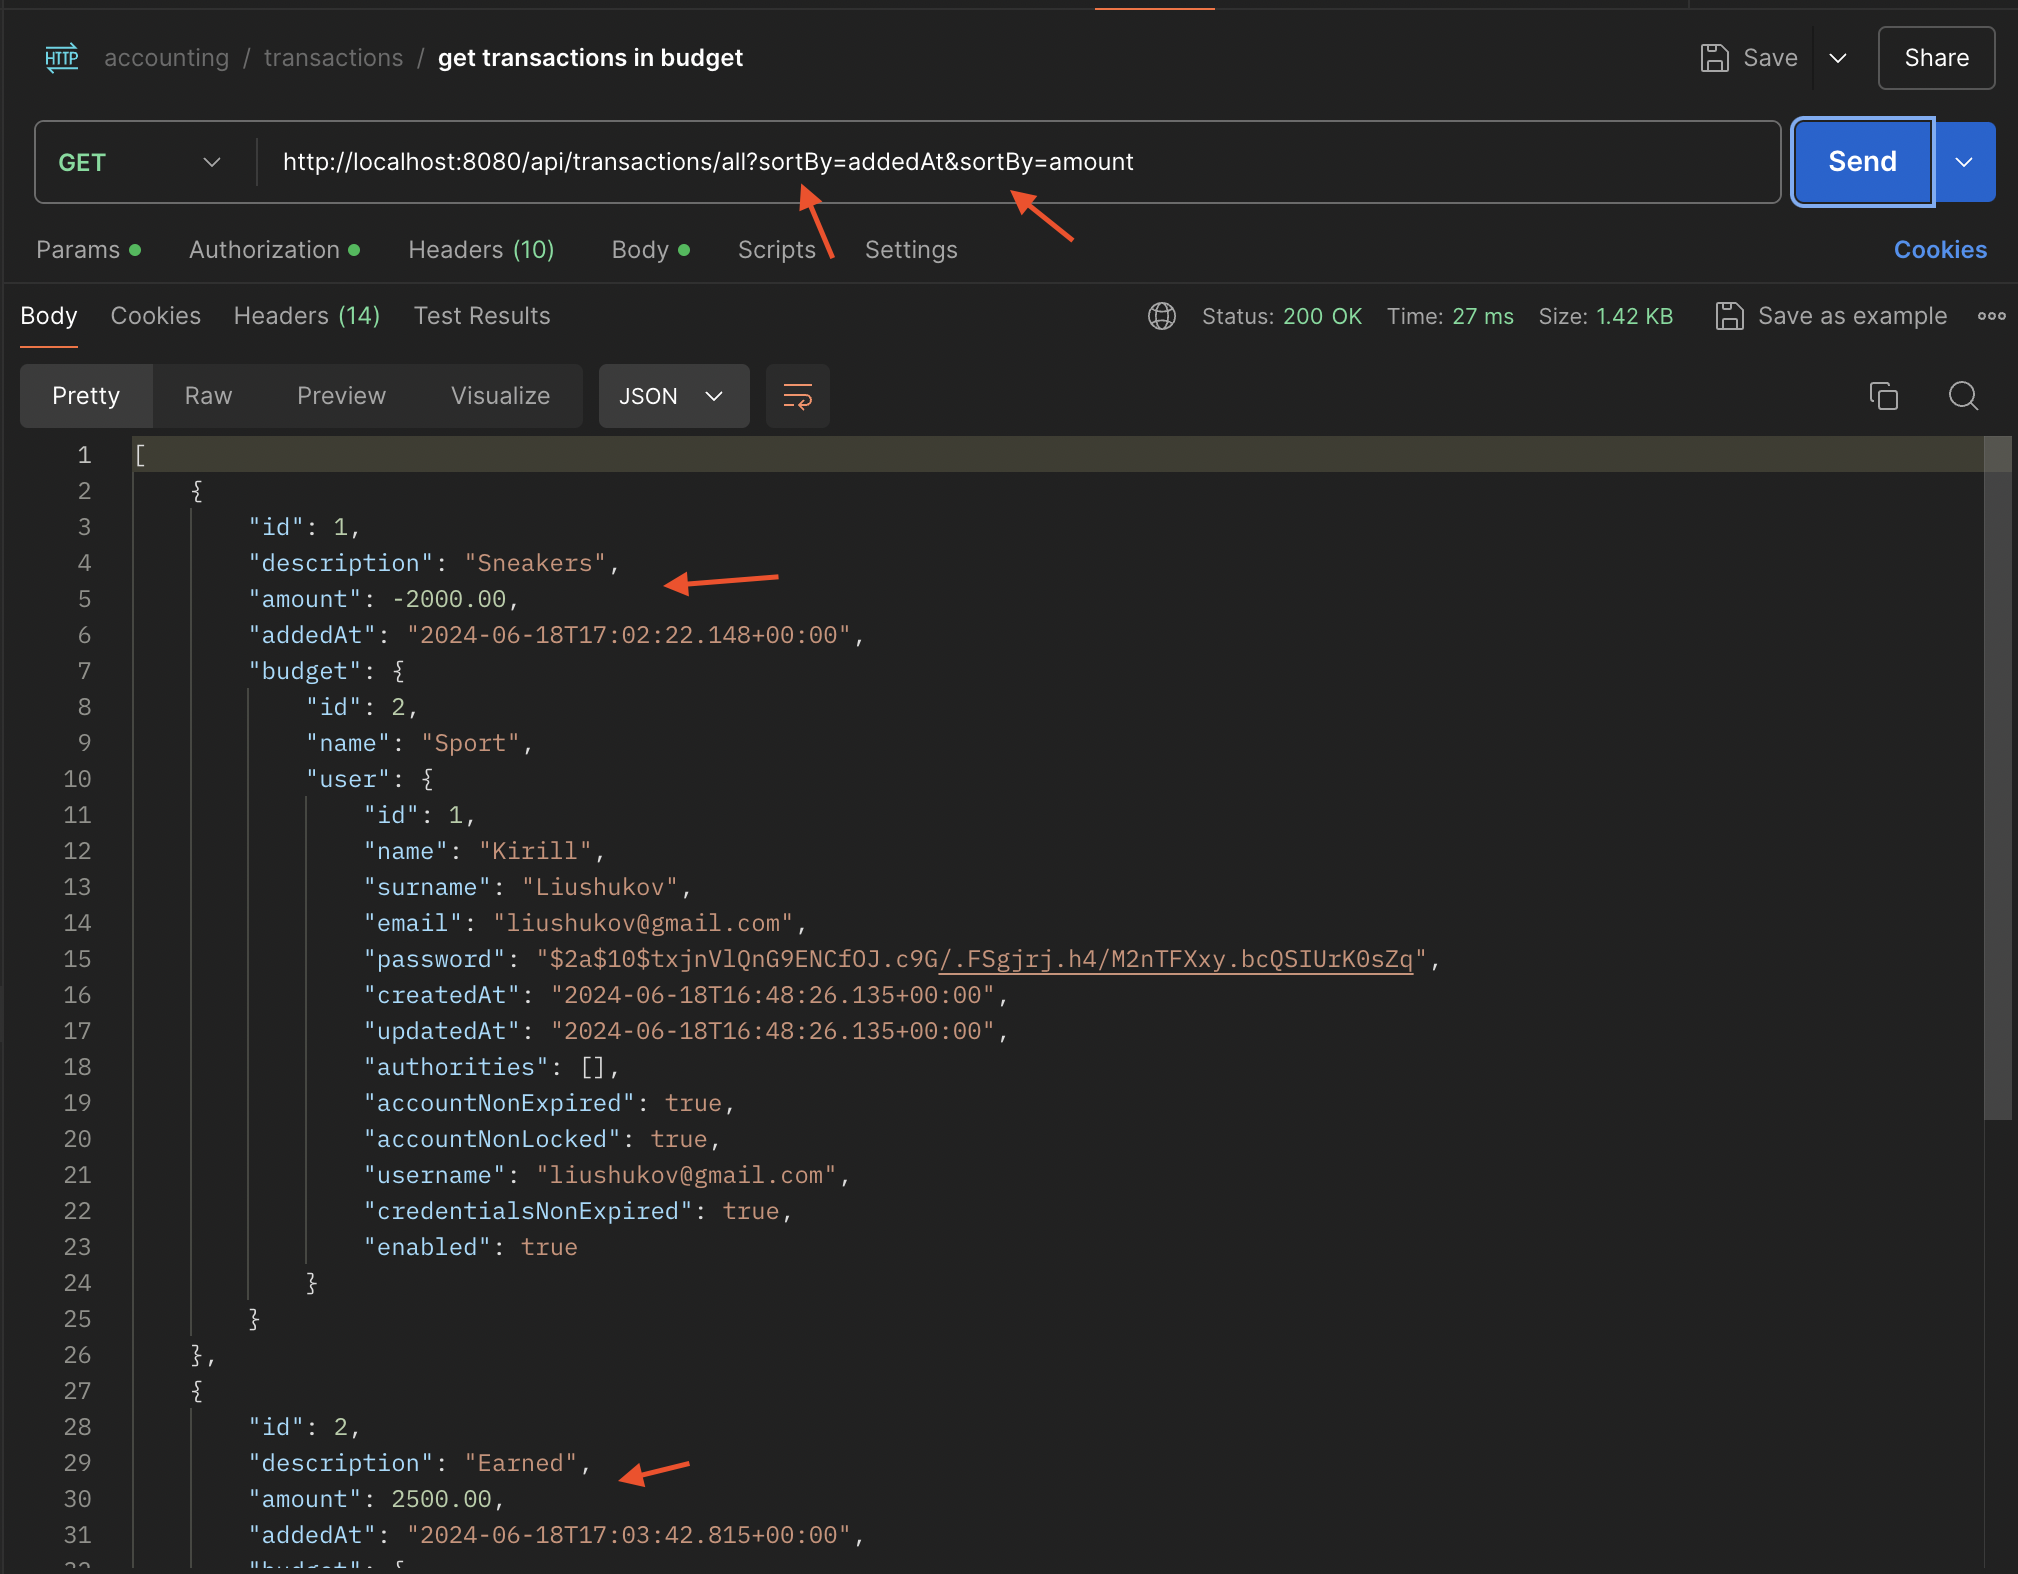 HTTP accounting / transactions / get transactions in budget Save Share
GET http://localhost:8080/api/transactions/all?sortBy=addedAt&sortBy=amount Send
Params Authorization Headers (10) Body Scripts Settings Cookies
Body Cookies Headers (14) Test Results Status: 200 OK Time: 27 ms Size: 1.42 KB Save as example
Pretty Raw Preview Visualize JSON
1 [
2 {
3 "id": 1,
4 "description": "Sneakers",
5 "amount": -2000.00,
6 "addedAt": "2024-06-18T17:02:22.148+00:00",
7 "budget": {
8 "id": 2,
9 "name": "Sport",
10 "user": {
11 "id": 1,
12 "name": "Kirill",
13 "surname": "Liushukov",
14 "email": "liushukov@gmail.com",
15 "password": "$2a$10$txjnVlQnG9ENCfOJ.c9G/.FSgjrj.h4/M2nTFXxy.bcQSIUrK0sZq",
16 "createdAt": "2024-06-18T16:48:26.135+00:00",
17 "updatedAt": "2024-06-18T16:48:26.135+00:00",
18 "authorities": [],
19 "accountNonExpired": true,
20 "accountNonLocked": true,
21 "username": "liushukov@gmail.com",
22 "credentialsNonExpired": true,
23 "enabled": true
24 }
25 }
26 },
27 {
28 "id": 2,
29 "description": "Earned",
30 "amount": 2500.00,
31 "addedAt": "2024-06-18T17:03:42.815+00:00",
32 "budget": {